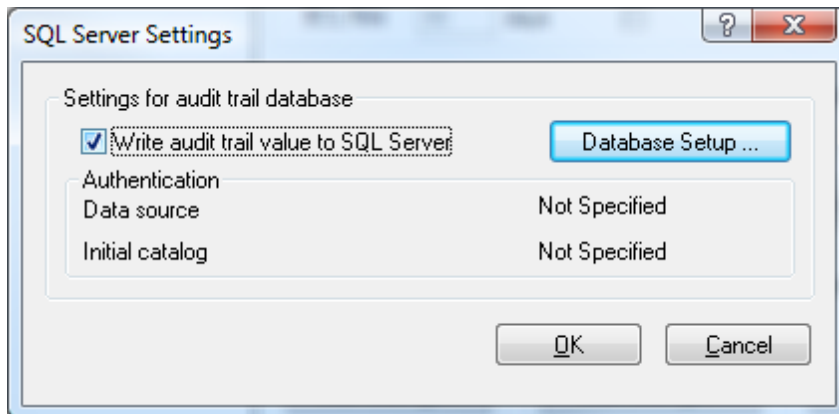 SQL Server Settings
?
Settings for audit trail database
Write audit trail value to SQL Server
Database Setup ...
Authentication
Data source Not Specified
Initial catalog Not Specified
OK Cancel